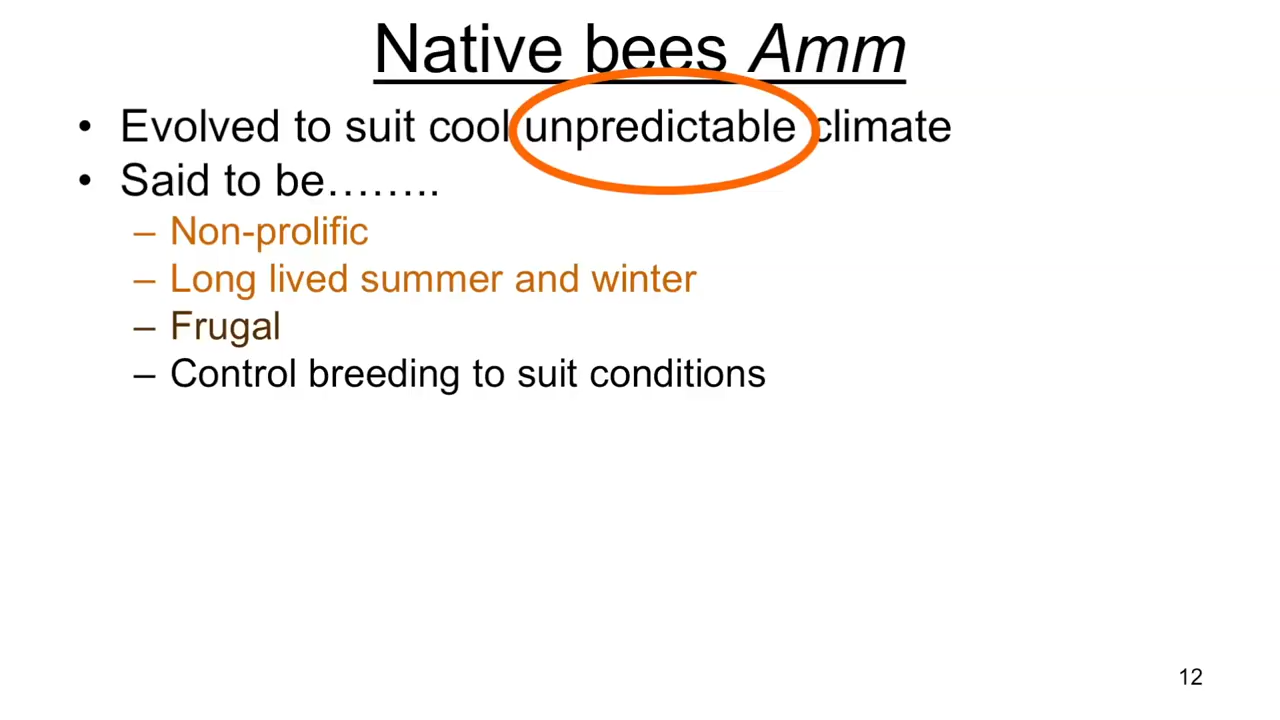 Native bees Amm
• Evolved to suit cool unpredictable climate
• Said to be……..
– Non-prolific
– Long lived summer and winter
– Frugal
– Control breeding to suit conditions
12